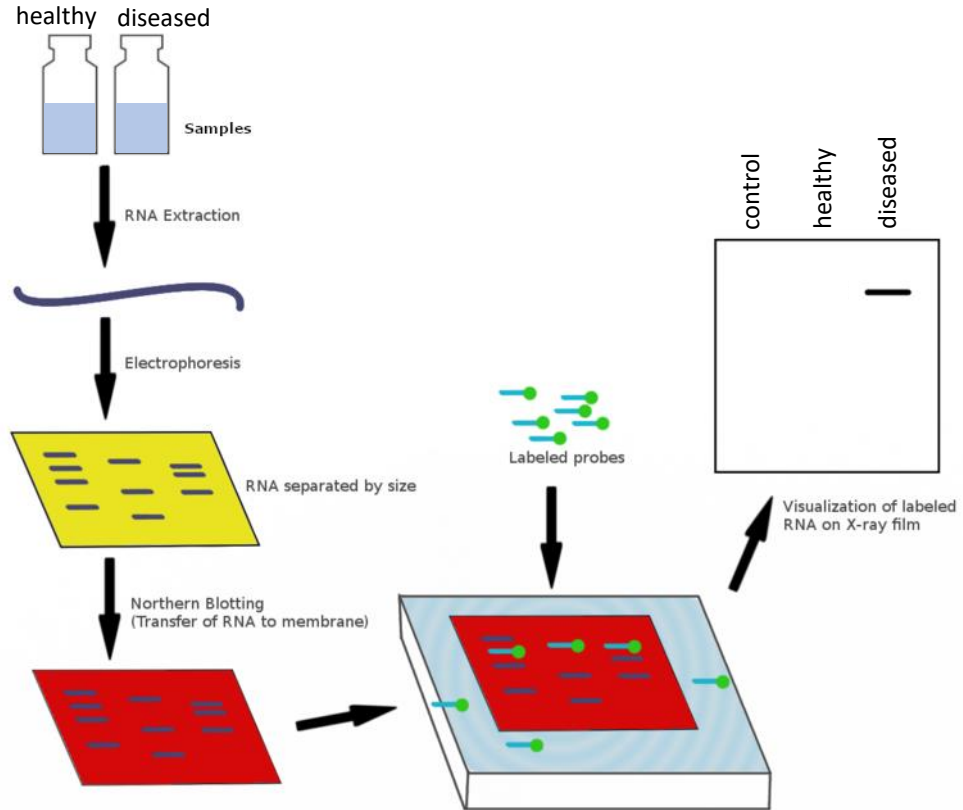 healthy diseased
Samples
RNA Extraction
Electrophoresis
RNA separated by size
Northern Blotting
(Transfer of RNA to membrane)
Labeled probes
control
healthy
diseased
Visualization of labeled
RNA on X-ray film